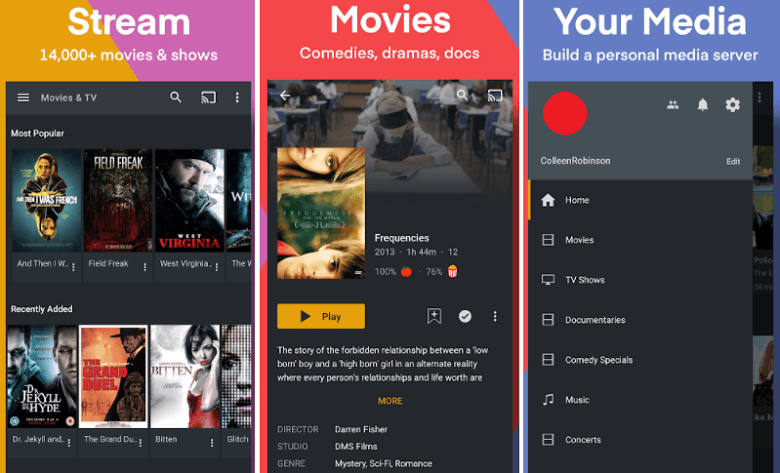 Stream
14,000+ movies & shows
Movies & TV
Most Popular
AND THEN I WAS FRENCH
FIELD FREAK
WEST
VIRGINIA
And Then I W..
Field Freak
West Virginia..
The W
Recently Added
DR.
JEKYLL
AND
HYDE
THE
GRAND
DUEL
BITTEN
Dr. Jekyll and..
The Grand Du..
Bitten
Glitch
Movies
Comedies, dramas, docs
FREQUENCIES
Frequencies
2013 · 1h 44m · 12
100% 76%
Play
The story of the forbidden relationship between a 'low
born' boy and a 'high born' girl in an alternate reality
where every person's relationships and life worth are
MORE
DIRECTOR Darren Fisher
STUDIO DMS Films
GENRE Mystery, Sci-Fi, Romance
Your Media
Build a personal media server
ColleenRobinson
Edit
Home
Movies
TV Shows
Documentaries
Comedy Specials
Music
Concerts
Police
The E
58 mi